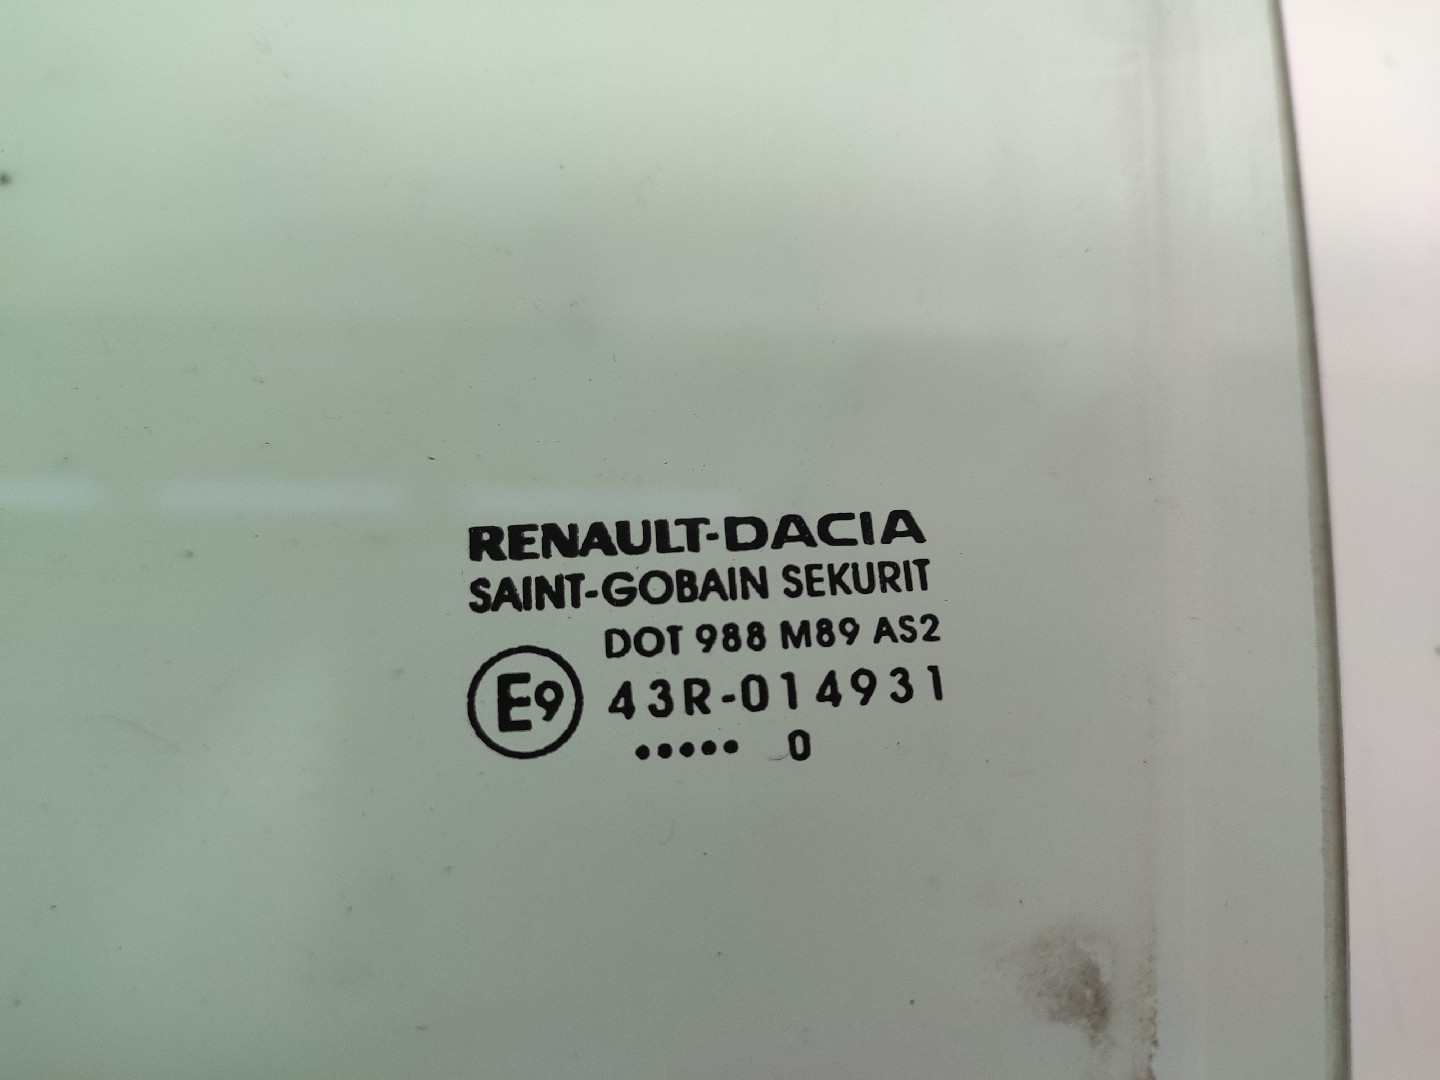 RENAULT-DACIA
SAINT-GOBAIN SEKURIT
DOT 988 M89 AS2
E9 43R-014931
••••• 0